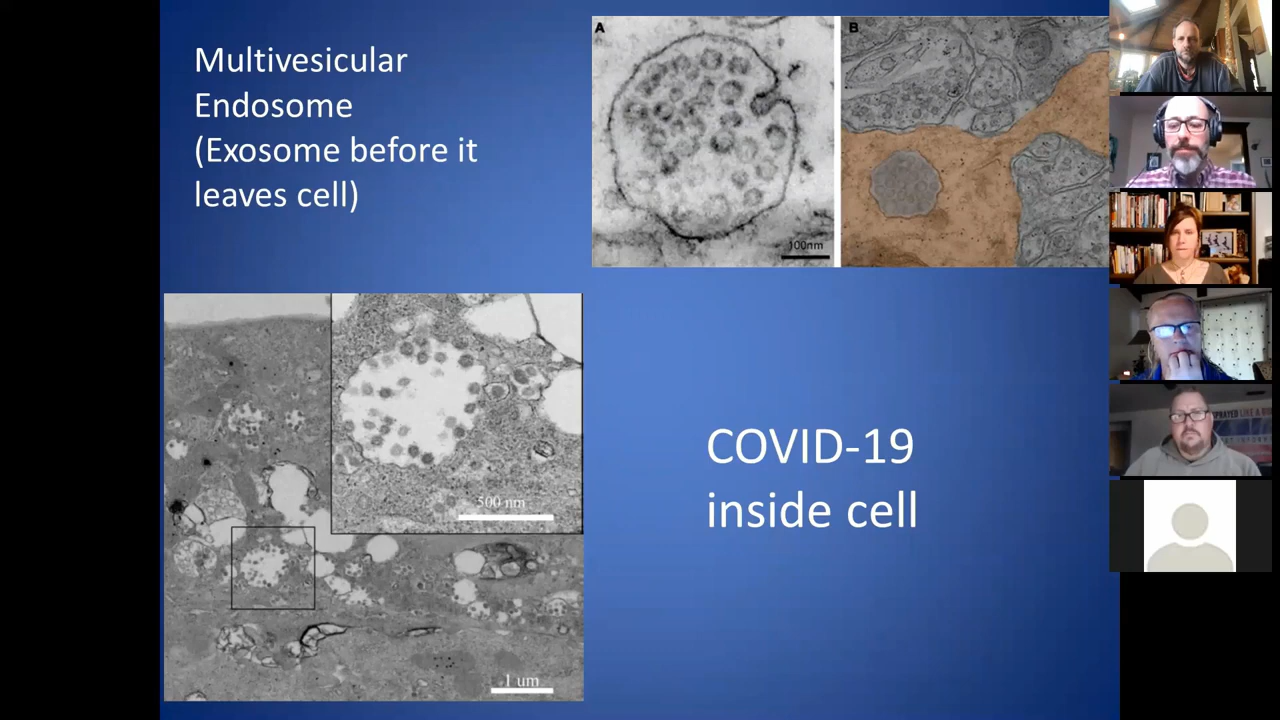 Multivesicular
Endosome
(Exosome before it
leaves cell)
A
B
100nm
500 nm
1 um
COVID-19
inside cell